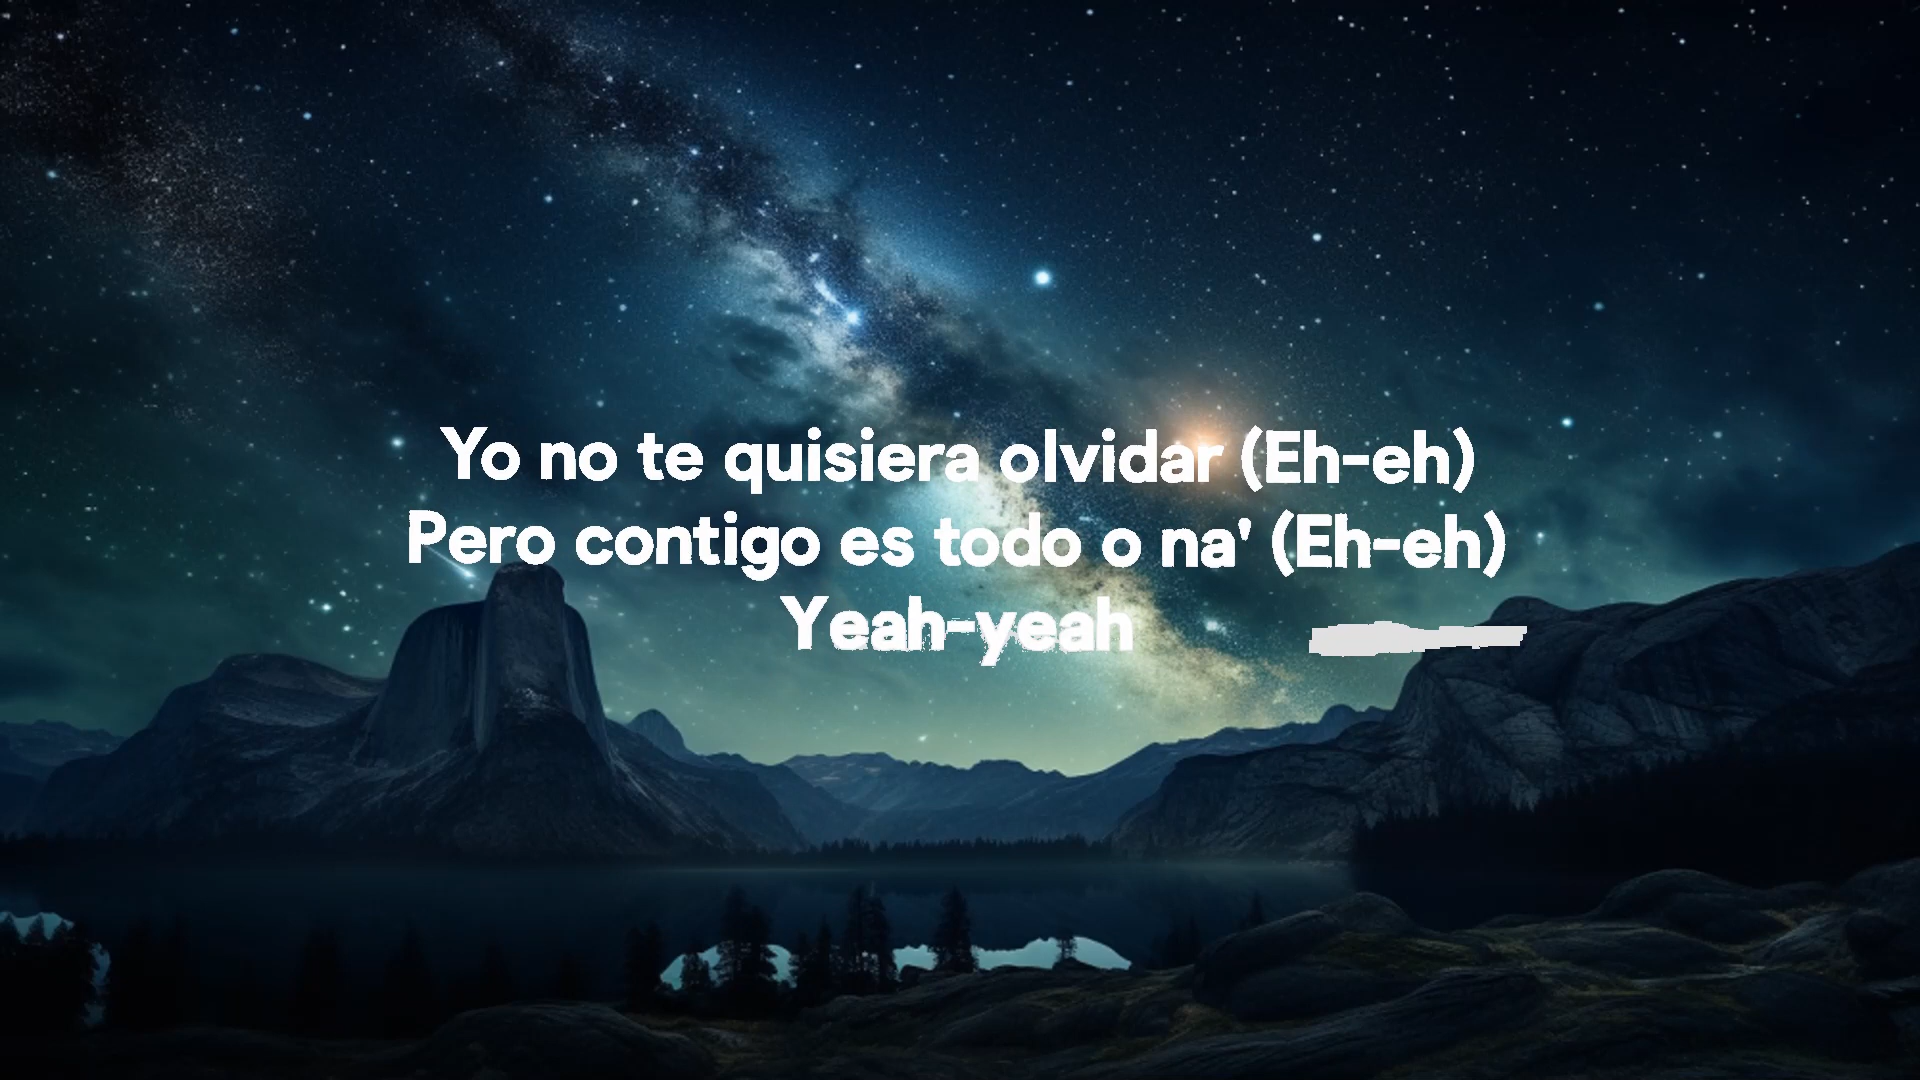 Yo no te quisiera olvidar (Eh-eh)
Pero contigo es todo o na' (Eh-eh)
Yeah-yeah